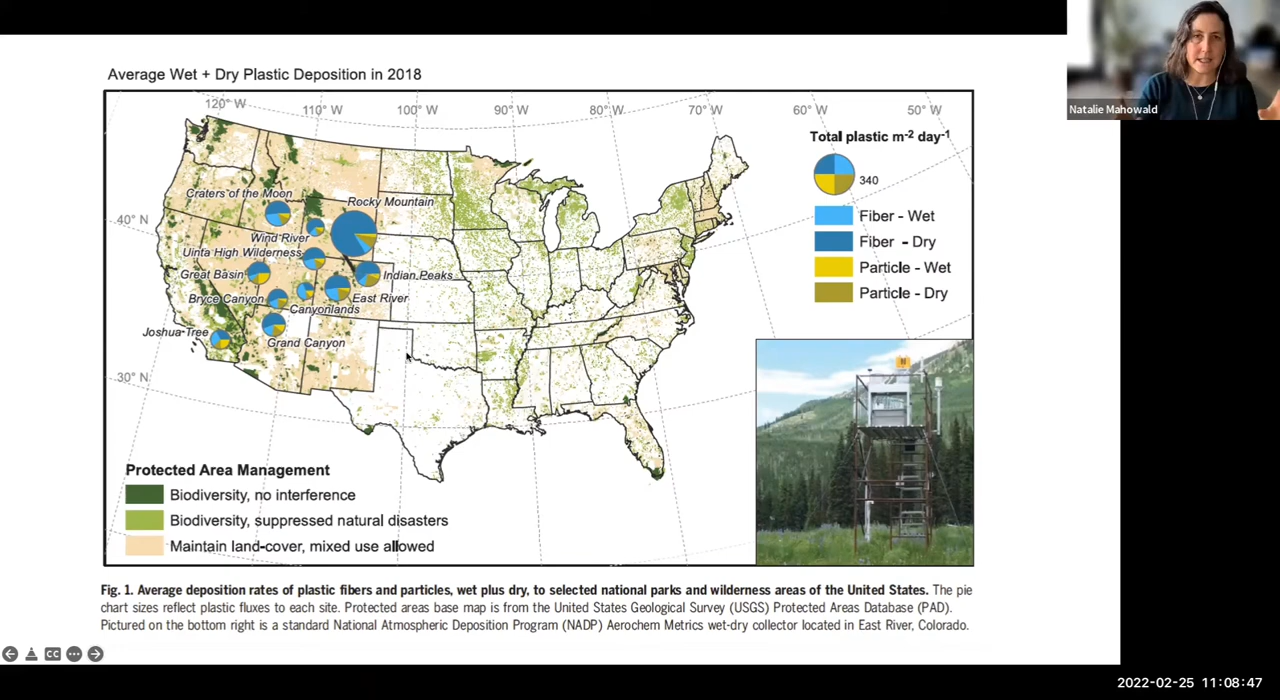 Average Wet + Dry Plastic Deposition in 2018
120° W
110° W
100° W
90° W
80° W
70° W
60° W
50° W
40° N
30° N
Craters of the Moon
Rocky Mountain
Wind River
Uinta High Wilderness
Great Basin
Indian Peaks
Bryce Canyon
East River
Canyonlands
Joshua Tree
Grand Canyon
Total plastic m-2 day-1
340
Fiber - Wet
Fiber - Dry
Particle - Wet
Particle - Dry
Protected Area Management
Biodiversity, no interference
Biodiversity, suppressed natural disasters
Maintain land-cover, mixed use allowed
N
Fig. 1. Average deposition rates of plastic fibers and particles, wet plus dry, to selected national parks and wilderness areas of the United States. The pie
chart sizes reflect plastic fluxes to each site. Protected areas base map is from the United States Geological Survey (USGS) Protected Areas Database (PAD).
Pictured on the bottom right is a standard National Atmospheric Deposition Program (NADP) Aerochem Metrics wet-dry collector located in East River, Colorado.
Natalie Mahowald
CC
2022-02-25 11:08:47